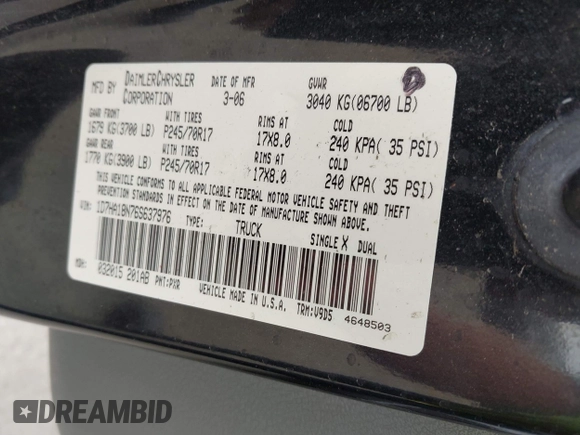 MFD BY DAIMLERCHRYSLER CORPORATION DATE OF MFR 3-06 GVWR 3040 KG(06700 LB)
GAWR FRONT WITH TIRES RIMS AT COLD
1679 KG(3700 LB) P245/70R17 17X8.0 240 KPA( 35 PSI)
GAWR REAR WITH TIRES RIMS AT COLD
1770 KG(3900 LB) P245/70R17 17X8.0 240 KPA( 35 PSI)
THIS VEHICLE CONFORMS TO ALL APPLICABLE FEDERAL MOTOR VEHICLE SAFETY AND THEFT
PREVENTION STANDARDS IN EFFECT ON THE DATE OF MANUFACTURE SHOWN ABOVE.
VIN: 1D7HA18N76S637976 TYPE: TRUCK SINGLE X DUAL
MDH: 032015 201AB PNT:PXR VEHICLE MADE IN U.S.A. TRM:V9D5 4648503
D
DREAMBID